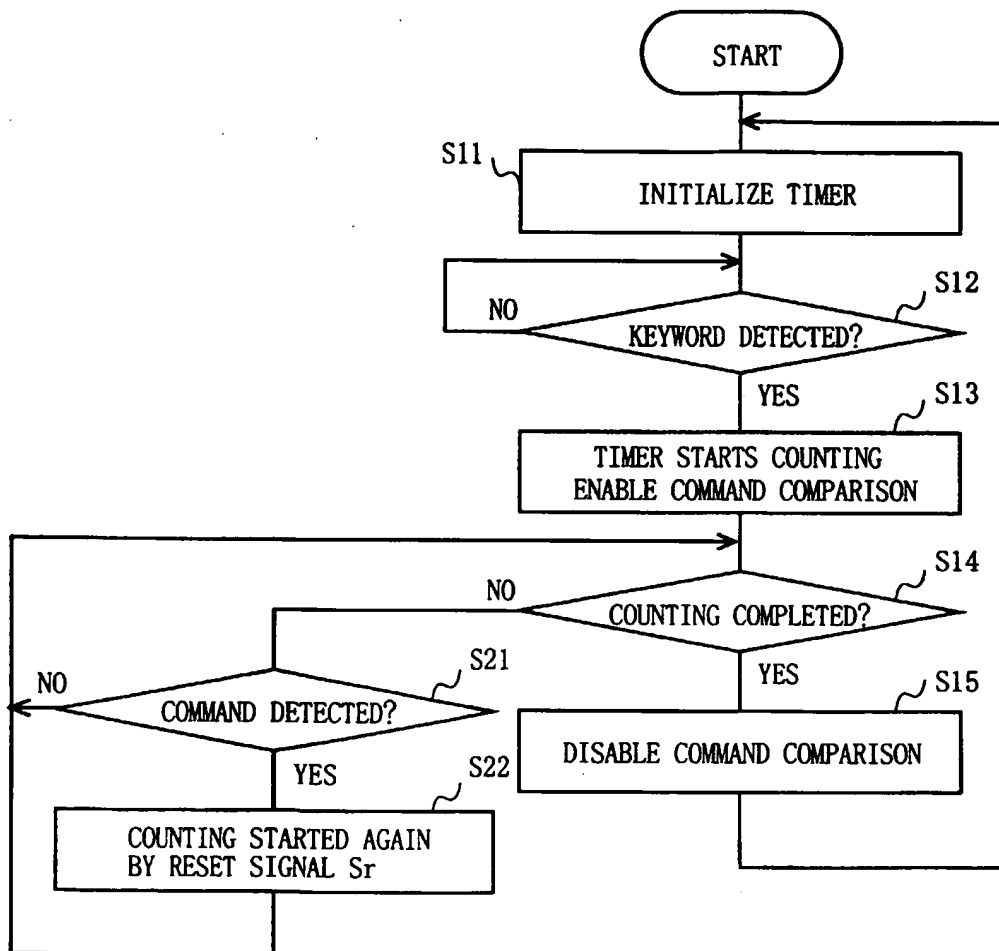 START
S11
INITIALIZE TIMER
S12
NO
KEYWORD DETECTED?
YES
S13
TIMER STARTS COUNTING
ENABLE COMMAND COMPARISON
S14
NO
COUNTING COMPLETED?
YES
S21
NO
COMMAND DETECTED?
S15
DISABLE COMMAND COMPARISON
YES
S22
COUNTING STARTED AGAIN
BY RESET SIGNAL Sr